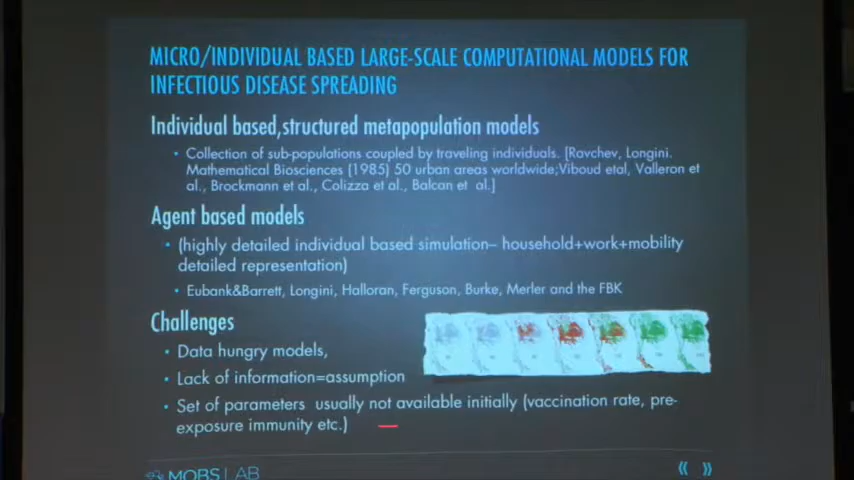 MICRO/INDIVIDUAL BASED LARGE-SCALE COMPUTATIONAL MODELS FOR
INFECTIOUS DISEASE SPREADING
Individual based,structured metapopulation models
• Collection of sub-populations coupled by traveling individuals. [Ravchev, Longini.
Mathematical Biosciences (1985) 50 urban areas worldwide;Viboud etal, Valleron et
al., Brockmann et al., Colizza et al., Balcan et al.]
Agent based models
• (highly detailed individual based simulation– household+work+mobility
detailed representation)
• Eubank&Barrett, Longini, Halloran, Ferguson, Burke, Merler and the FBK
Challenges
• Data hungry models,
• Lack of information=assumption
• Set of parameters usually not available initially (vaccination rate, pre-
exposure immunity etc.)
MOBS LAB